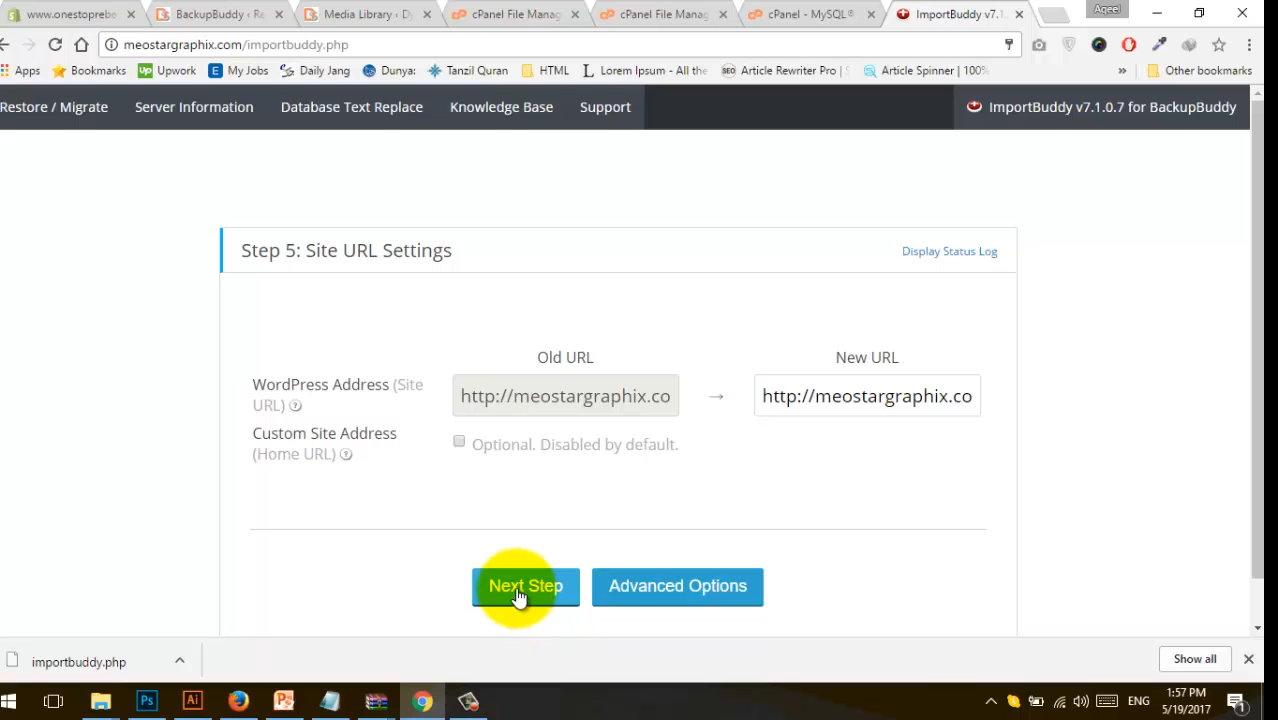 www.onestoprebe
BackupBuddy ‹ Re
Media Library ‹ Dy
cPanel File Manag
cPanel File Manag
cPanel - MySQL®
ImportBuddy v7.1
Aqeel
meostargraphix.com/importbuddy.php
Apps
Bookmarks
Upwork
My Jobs
Daily Jang
Dunya:
Tanzil Quran
HTML
Lorem Ipsum - All the
Article Rewriter Pro |
Article Spinner | 100%
»
Other bookmarks
Restore / Migrate
Server Information
Database Text Replace
Knowledge Base
Support
ImportBuddy v7.1.0.7 for BackupBuddy
Step 5: Site URL Settings
Display Status Log
Old URL
New URL
WordPress Address (Site
URL)
http://meostargraphix.co
→
http://meostargraphix.co
Custom Site Address
(Home URL)
Optional. Disabled by default.
Next Step
Advanced Options
importbuddy.php
Show all
Ps
Ai
ENG
1:57 PM
5/19/2017